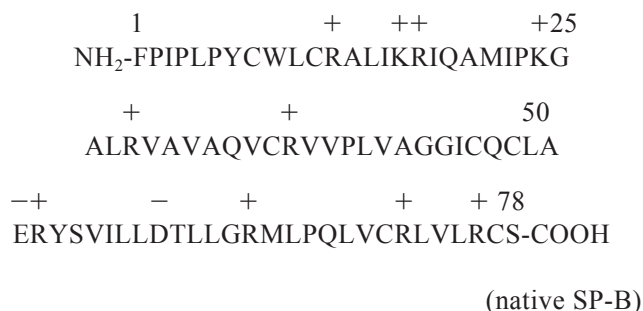 1 + ++ +25
NH2-FPIPLPYCWLCRALIKRIQAMIPKG
+ + 50
ALRVAVAQVCRVVPLVAGGICQCLA
−+ − + + + 78
ERYSVILLDTLLGRMLPQLVCRLVLRCS-COOH
(native SP-B)